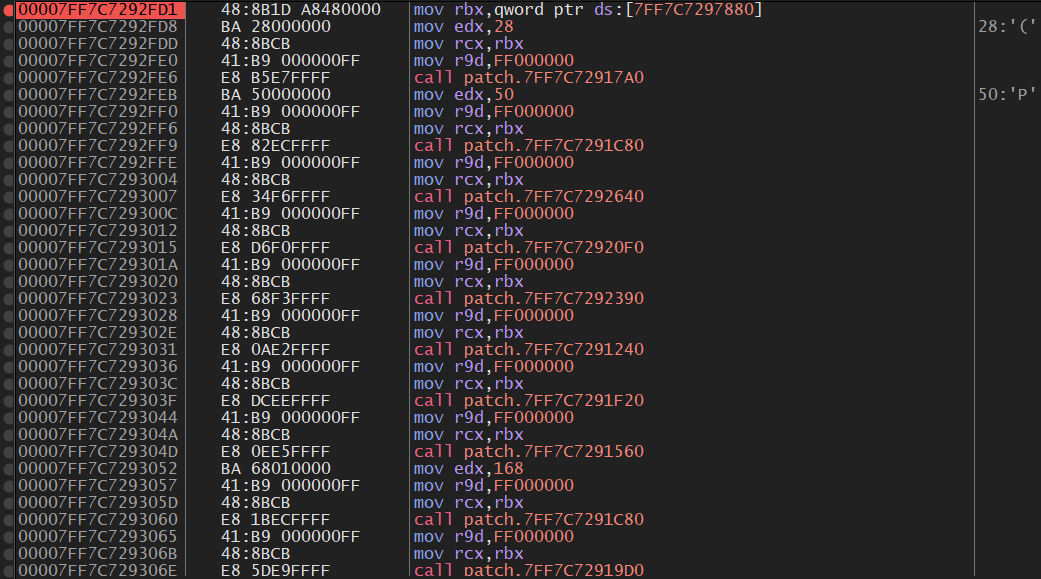 00007FF7C7292FD1 48:8B1D A8480000 mov rbx,qword ptr ds:[7FF7C7297880]
00007FF7C7292FD8 BA 28000000 mov edx,28 28:'('
00007FF7C7292FDD 48:8BCB mov rcx,rbx
00007FF7C7292FE0 41:B9 000000FF mov r9d,FF000000
00007FF7C7292FE6 E8 B5E7FFFF call patch.7FF7C72917A0
00007FF7C7292FEB BA 50000000 mov edx,50 50:'P'
00007FF7C7292FF0 41:B9 000000FF mov r9d,FF000000
00007FF7C7292FF6 48:8BCB mov rcx,rbx
00007FF7C7292FF9 E8 82ECFFFF call patch.7FF7C7291C80
00007FF7C7292FFE 41:B9 000000FF mov r9d,FF000000
00007FF7C7293004 48:8BCB mov rcx,rbx
00007FF7C7293007 E8 34F6FFFF call patch.7FF7C7292640
00007FF7C729300C 41:B9 000000FF mov r9d,FF000000
00007FF7C7293012 48:8BCB mov rcx,rbx
00007FF7C7293015 E8 D6F0FFFF call patch.7FF7C72920F0
00007FF7C729301A 41:B9 000000FF mov r9d,FF000000
00007FF7C7293020 48:8BCB mov rcx,rbx
00007FF7C7293023 E8 68F3FFFF call patch.7FF7C7292390
00007FF7C7293028 41:B9 000000FF mov r9d,FF000000
00007FF7C729302E 48:8BCB mov rcx,rbx
00007FF7C7293031 E8 0AE2FFFF call patch.7FF7C7291240
00007FF7C7293036 41:B9 000000FF mov r9d,FF000000
00007FF7C729303C 48:8BCB mov rcx,rbx
00007FF7C729303F E8 DCEEFFFF call patch.7FF7C7291F20
00007FF7C7293044 41:B9 000000FF mov r9d,FF000000
00007FF7C729304A 48:8BCB mov rcx,rbx
00007FF7C729304D E8 0EE5FFFF call patch.7FF7C7291560
00007FF7C7293052 BA 68010000 mov edx,168
00007FF7C7293057 41:B9 000000FF mov r9d,FF000000
00007FF7C729305D 48:8BCB mov rcx,rbx
00007FF7C7293060 E8 1BECFFFF call patch.7FF7C7291C80
00007FF7C7293065 41:B9 000000FF mov r9d,FF000000
00007FF7C729306B 48:8BCB mov rcx,rbx
00007FF7C729306E E8 5DE9FFFF call patch.7FF7C72919D0